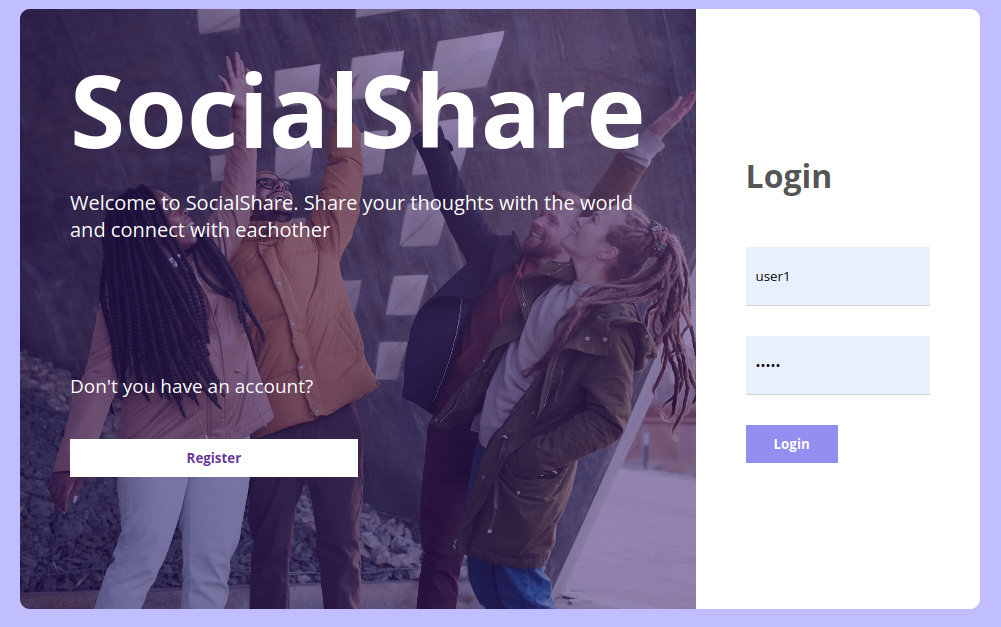 SocialShare
Welcome to SocialShare. Share your thoughts with the world
and connect with eachother
Don't you have an account?
Register
Login
user1
•••••
Login